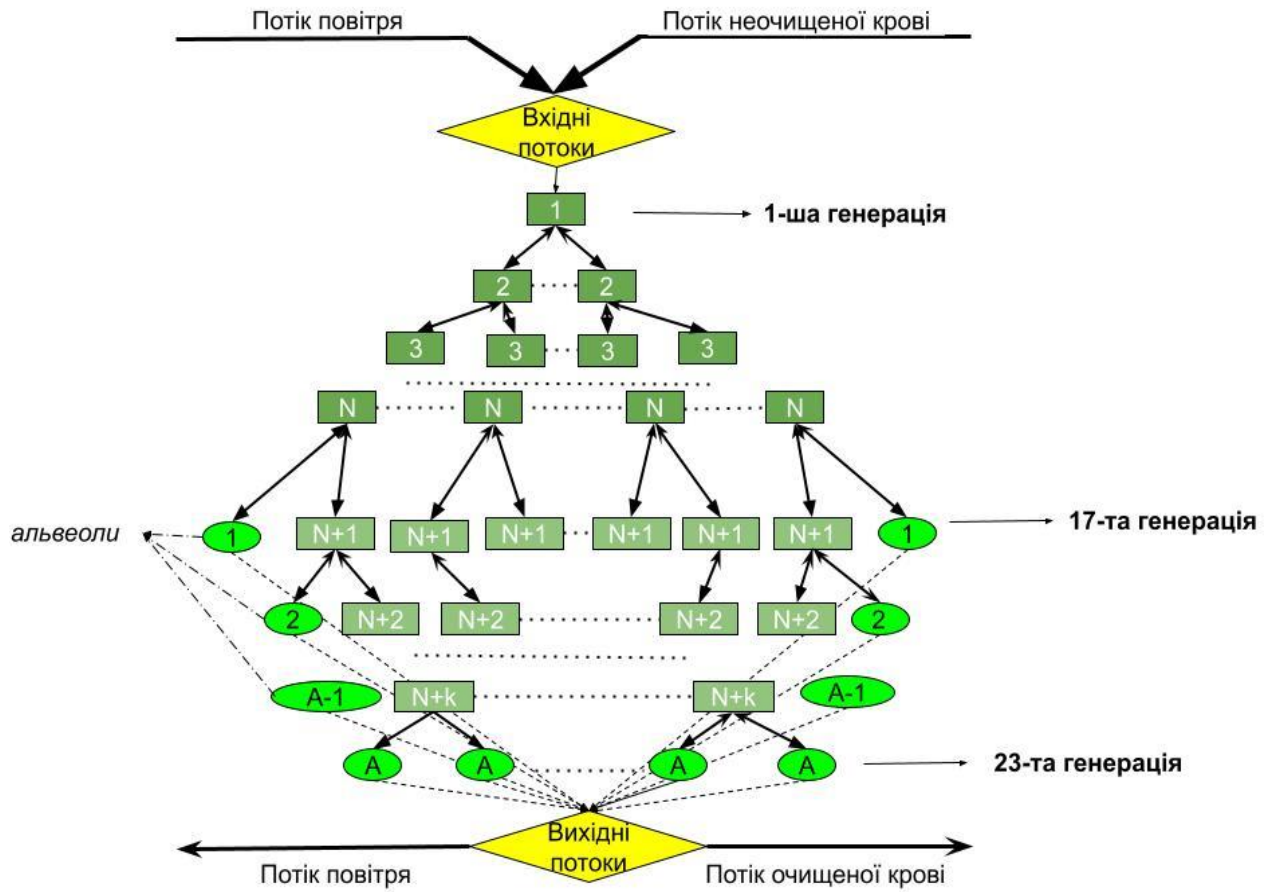 Потік повітря
Потік неочищеної крові
Вхідні
потоки
1
1-ша генерація
2 2
3 3 3 3
N N N N
альвеоли
1 N+1 N+1 N+1 N+1 N+1 N+1 1
17-та генерація
2 N+2 N+2 N+2 N+2 2
A-1 N+k N+k A-1
A A A A
23-та генерація
Вихідні
потоки
Потік повітря
Потік очищеної крові